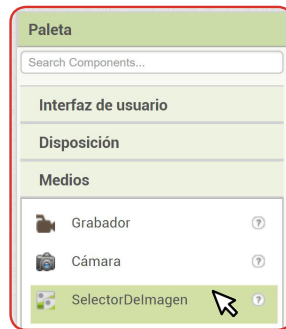 Paleta
Search Components...
Interfaz de usuario
Disposición
Medios
Grabador ?
Cámara ?
SelectorDeImagen ?